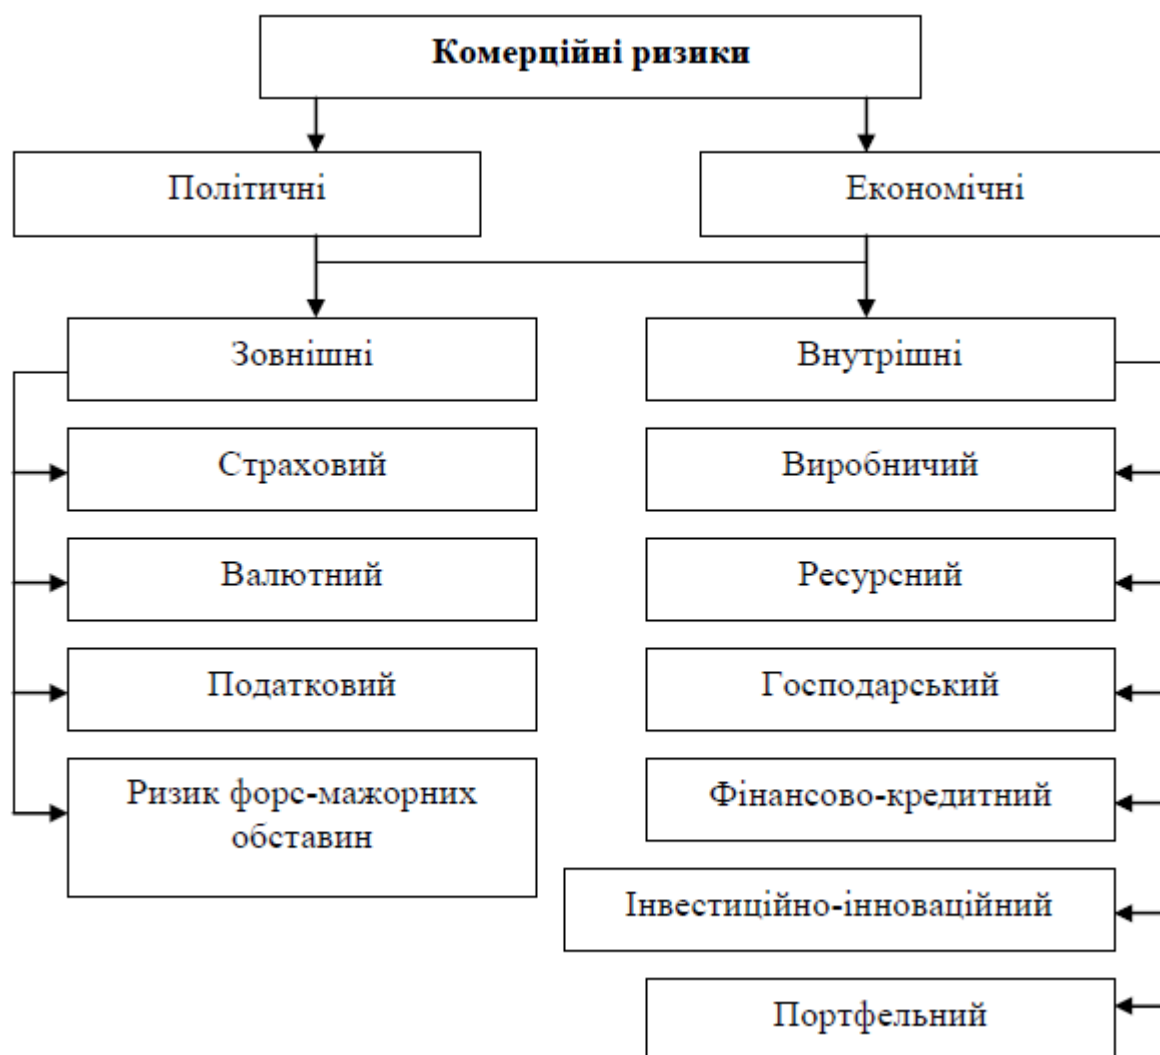 Комерційні ризики
Політичні
Економічні
Зовнішні
Внутрішні
Страховий
Виробничий
Валютний
Ресурсний
Податковий
Господарський
Ризик форс-мажорних
обставин
Фінансово-кредитний
Інвестиційно-інноваційний
Портфельний